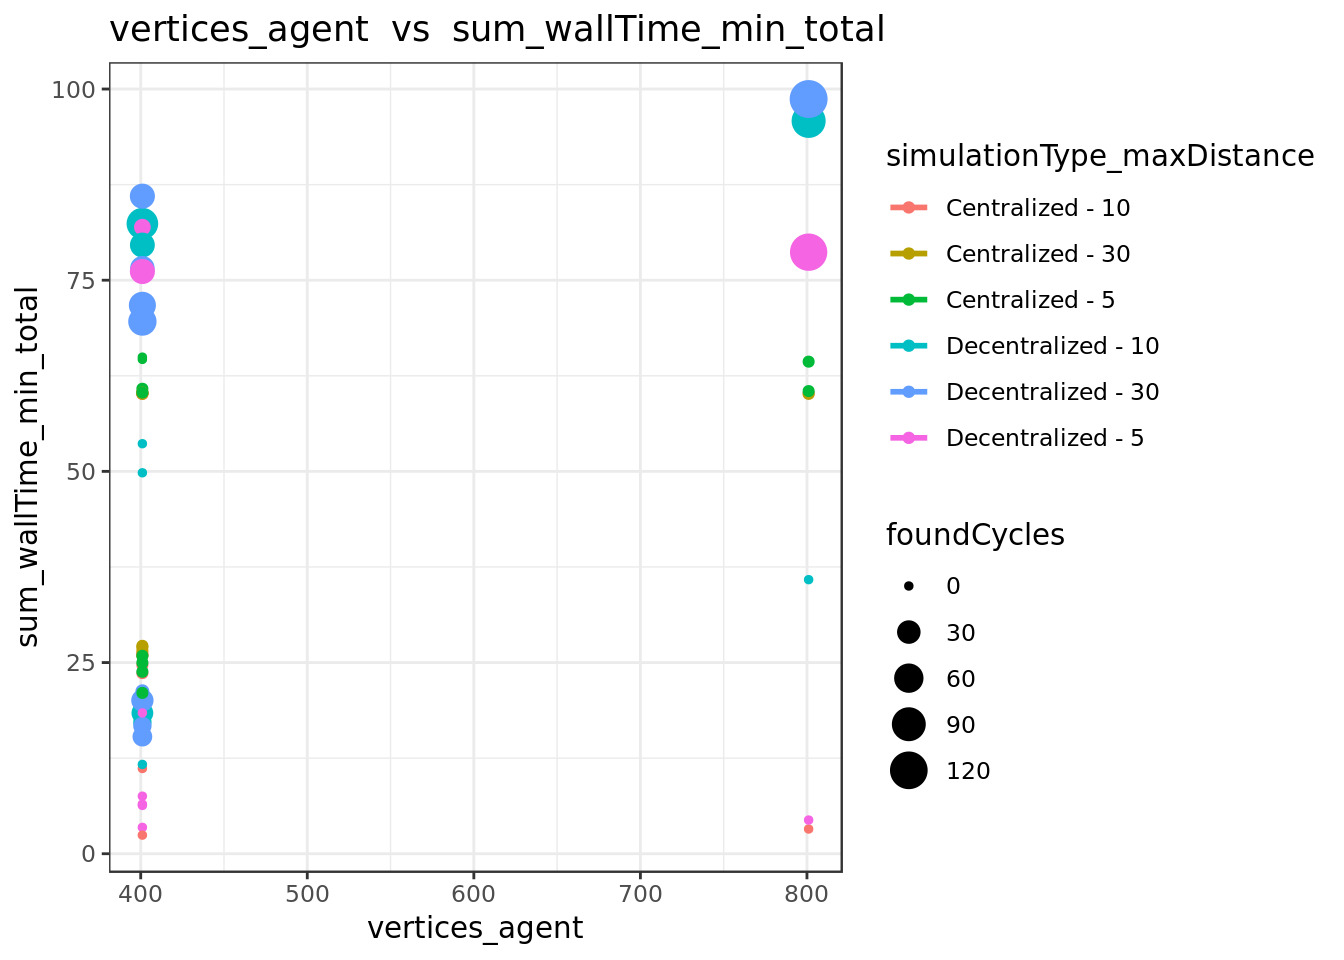 vertices_agent  vs  sum_wallTime_min_total
100
75
50
25
0
sum_wallTime_min_total
400
500
600
700
800
vertices_agent
simulationType_maxDistance
Centralized - 10
Centralized - 30
Centralized - 5
Decentralized - 10
Decentralized - 30
Decentralized - 5
foundCycles
0
30
60
90
120